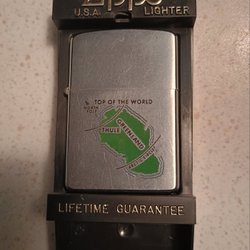 Zippo
U.S.A. LIGHTER
TOP OF THE WORLD
NORTH
POLE
THULE
GREENLAND
LIFETIME GUARANTEE